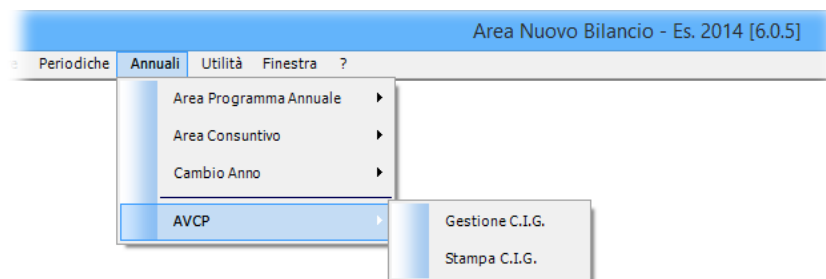 Area Nuovo Bilancio - Es. 2014 [6.0.5]
Periodiche Annuali Utilità Finestra ?
Area Programma Annuale
Area Consuntivo
Cambio Anno
AVCP
Gestione C.I.G.
Stampa C.I.G.